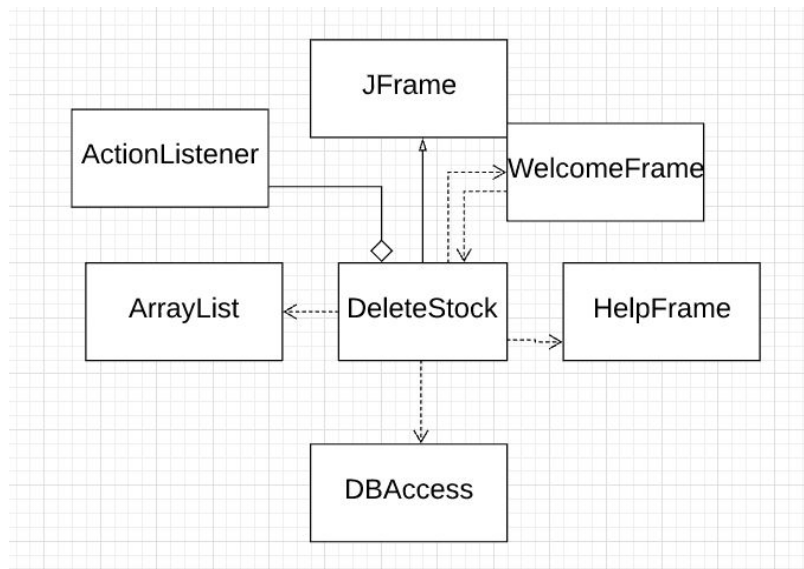 JFrame
ActionListener
WelcomeFrame
ArrayList
DeleteStock
HelpFrame
DBAccess